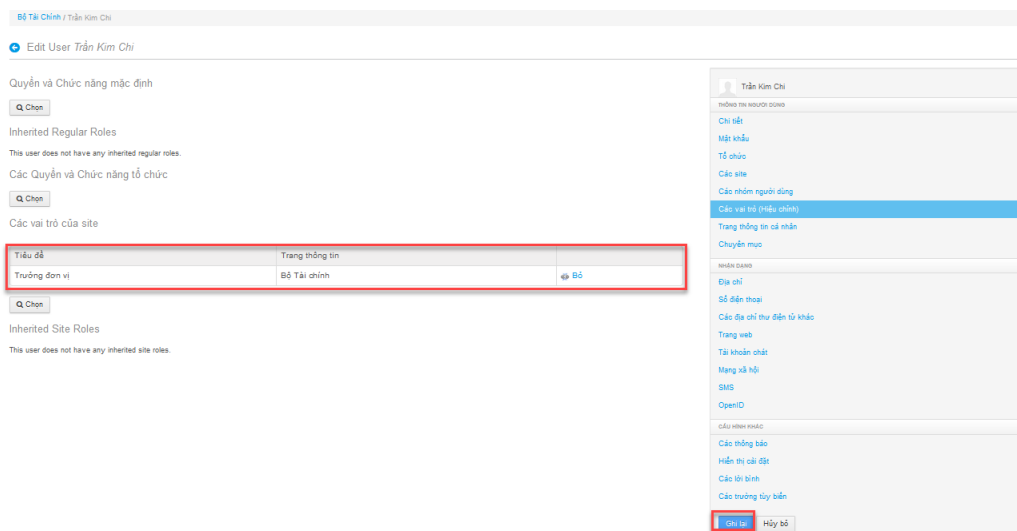 Bộ Tài Chính / Trần Kim Chi
Edit User Trần Kim Chi
Quyền và Chức năng mặc định
Chọn
Inherited Regular Roles
This user does not have any inherited regular roles.
Các Quyền và Chức năng tổ chức
Chọn
Các vai trò của site
Tiêu đề Trang thông tin
Trưởng đơn vị Bộ Tài chính Bỏ
Chọn
Inherited Site Roles
This user does not have any inherited site roles.
Trần Kim Chi
THÔNG TIN NGƯỜI DÙNG
Chi tiết
Mật khẩu
Tổ chức
Các site
Các nhóm người dùng
Các vai trò (Hiệu chỉnh)
Trang thông tin cá nhân
Chuyên mục
NHẬN DẠNG
Địa chỉ
Số điện thoại
Các địa chỉ thư điện tử khác
Trang web
Tài khoản chát
Mạng xã hội
SMS
OpenID
CẤU HÌNH KHÁC
Các thông báo
Hiển thị cài đặt
Các lời bình
Các trường tùy biến
Ghi lại Hủy bỏ